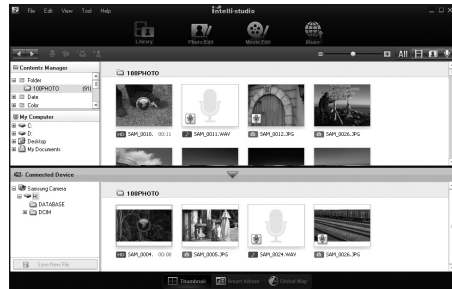 File Edit View Tool Help
Intelli-studio
Library Photo Edit Movie Edit Share
All
Contents Manager
Folder
100PHOTO (91)
Date
Color
100PHOTO
HD SAM_0010. 00:11 SAM_0011.WAV SAM_0012.JPG SAM_0026.JPG
My Computer
C:
D:
Desktop
My Documents
Connected Device
Samsung Camera
H:
DATABASE
DCIM
100PHOTO
HD SAM_0004. 00:08 SAM_0005.JPG SAM_0024.WAV SAM_0026.JPG
Save New File
Thumbnail Smart Album Global Map